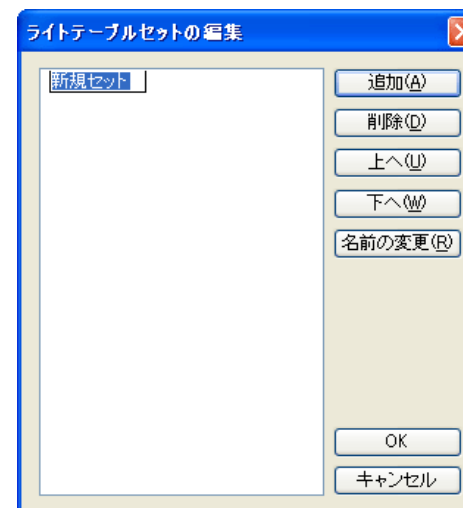 ライトテーブルセットの編集
新規セット
追加(A)
削除(D)
上へ(U)
下へ(W)
名前の変更(R)
OK
キャンセル